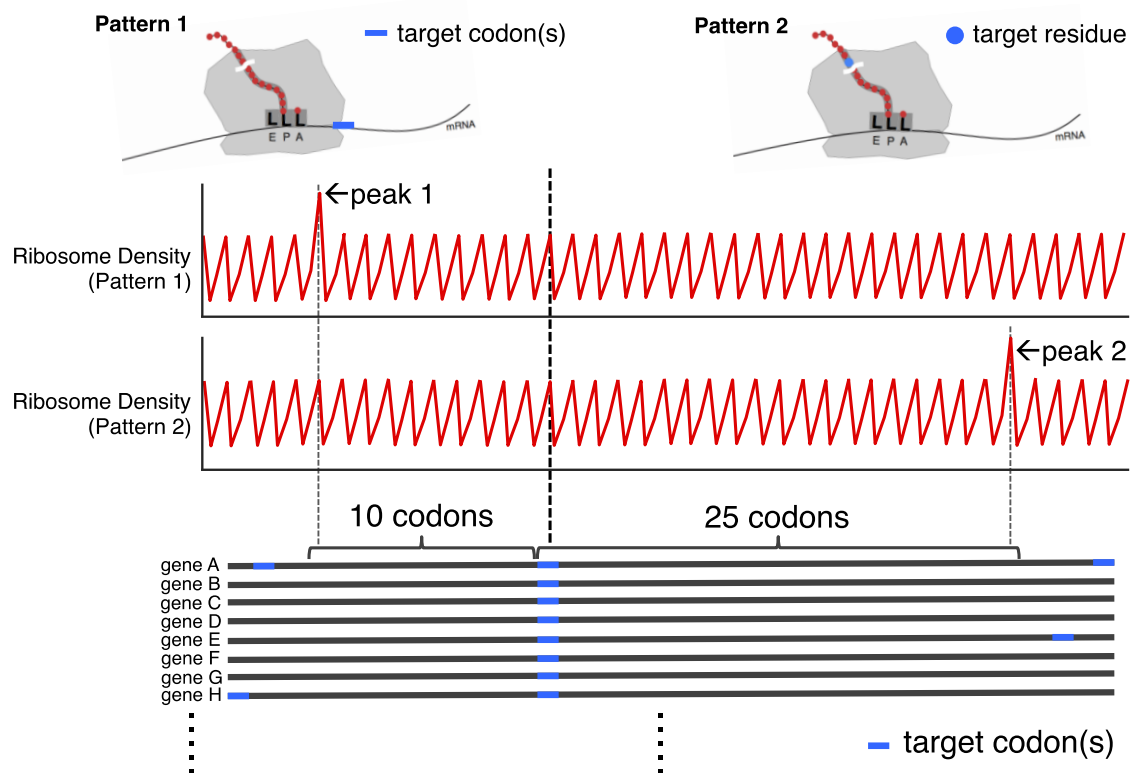 Pattern 1
target codon(s)
L L L
E P A
mRNA
Pattern 2
target residue
L L L
E P A
mRNA
←peak 1
Ribosome Density
(Pattern 1)
←peak 2
Ribosome Density
(Pattern 2)
10 codons
25 codons
gene A
gene B
gene C
gene D
gene E
gene F
gene G
gene H
target codon(s)